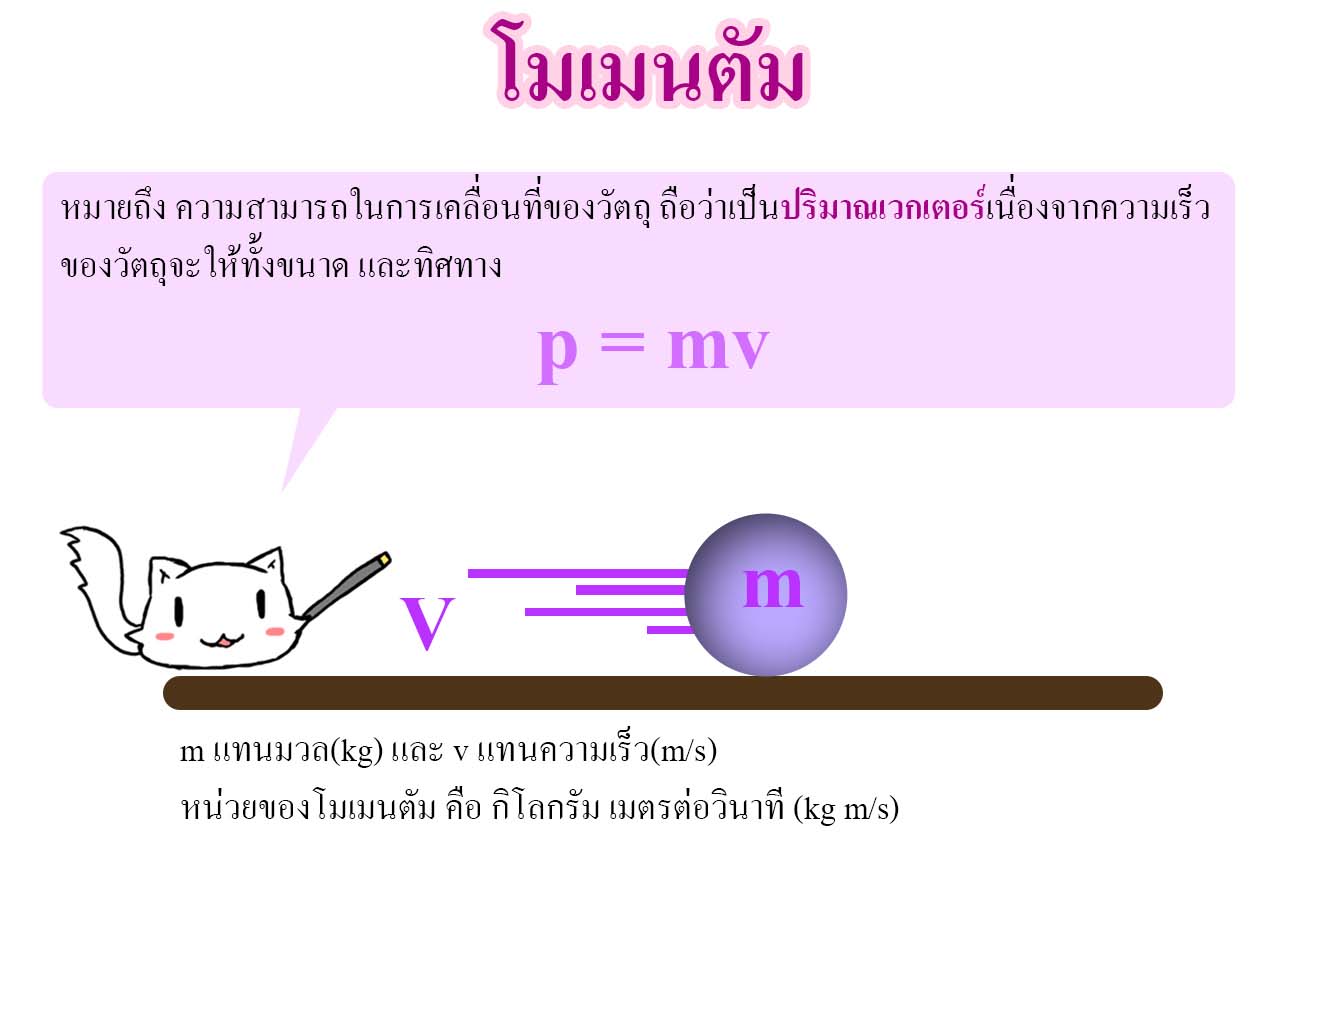 โมเมนตัม
หมายถึง ความสามารถในการเคลื่อนที่ของวัตถุ ถือว่าเป็นปริมาณเวกเตอร์เนื่องจากความเร็ว
ของวัตถุจะให้ทั้งขนาด และทิศทาง
p = mv
m
v
m แทนมวล(kg) และ v แทนความเร็ว(m/s)
หน่วยของโมเมนตัม คือ กิโลกรัม เมตรต่อวินาที (kg m/s)